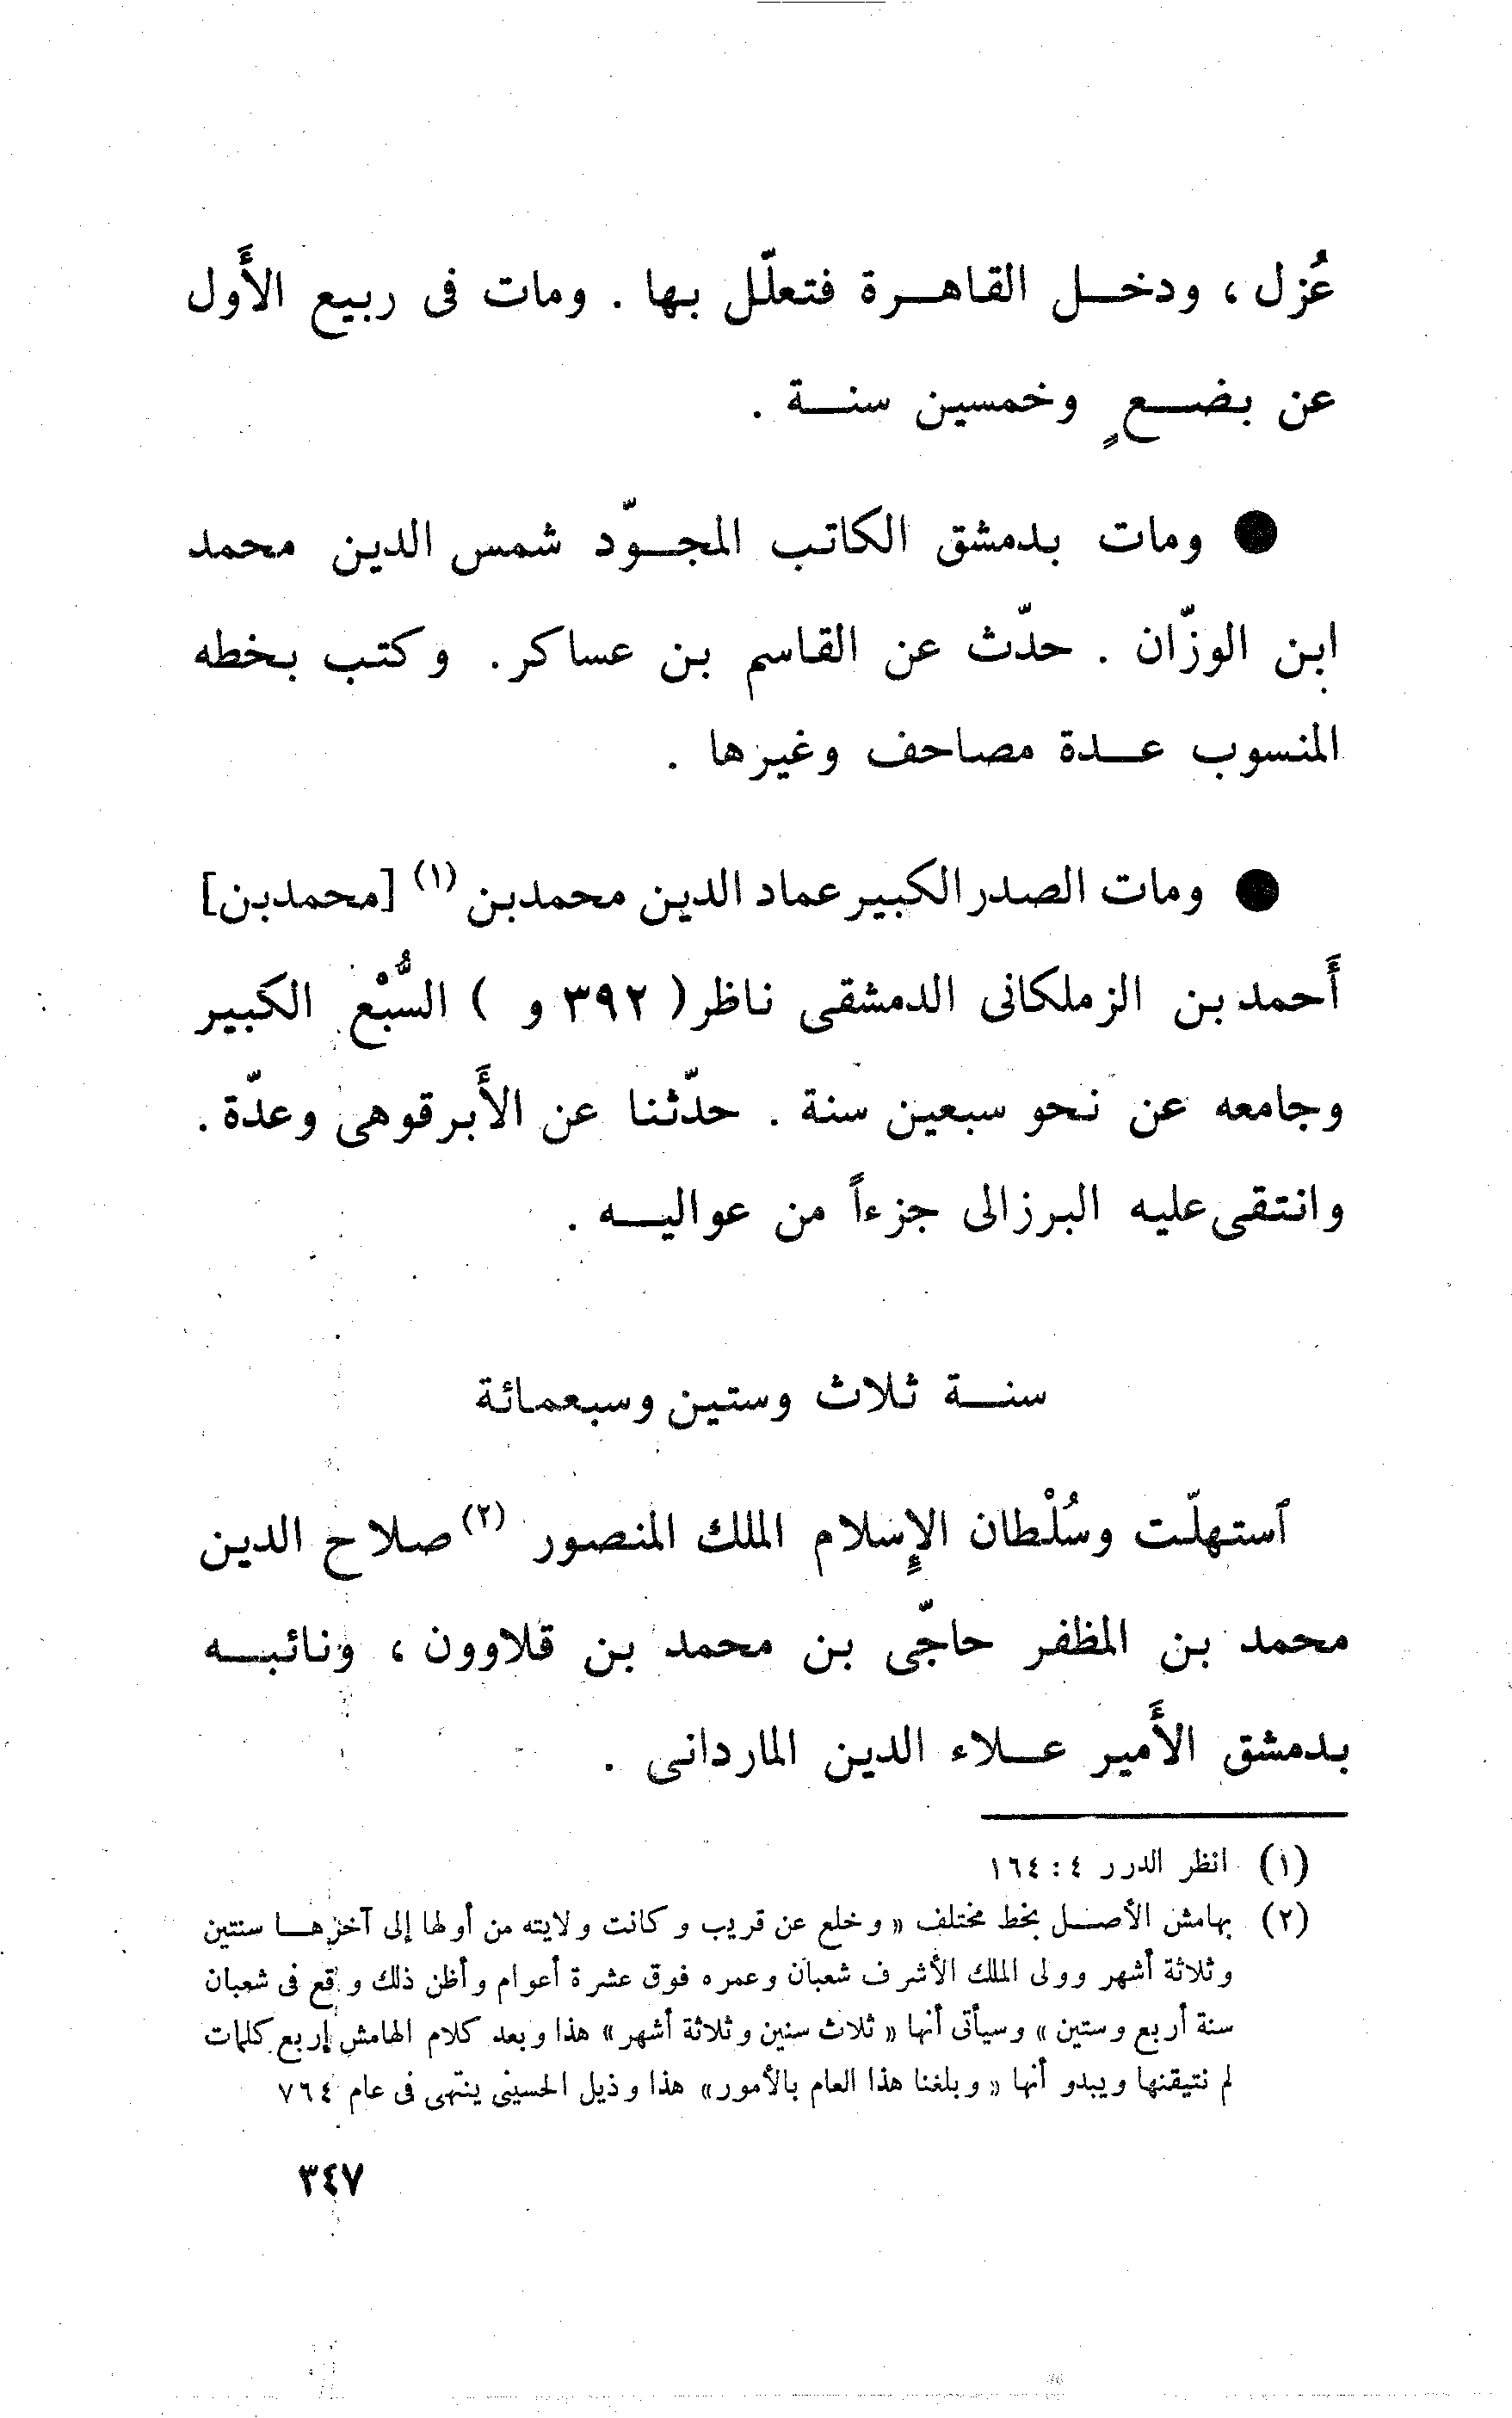 عُزل ، ودخل القاهرة فتعلّل بها . ومات فى ربيع الأَول
عن بضعٍ وخمسين سنة .
● ومات بدمشق الكاتب المجوّد شمس الدين محمد
ابن الوزّان . حدّث عن القاسم بن عساكر . وكتب بخطه
المنسوب عدة مصاحف وغيرها .
● ومات الصدر الكبير عماد الدين محمد بن (١) [محمد بن]
أَحمد بن الزملكانى الدمشقى ناظر ( ٣٩٢ و ) السُّبْع الكبير
وجامعه عن نحو سبعين سنة . حدّثنا عن الأَبرقوهى وعدّة .
وانتقى عليه البرزالى جزءاً من عواليه .
سنة ثلاث وستين وسبعمائة
ٱستهلّت وسُلْطان الإِسلام الملك المنصور (٢) صلاح الدين
محمد بن المظفر حاجّى بن محمد بن قلاوون ، ونائبه
بدمشق الأَمير علاء الدين الماردانى .
(١) انظر الدرر ٤ : ١٦٤
(٢) بهامش الأصل بخط مختلف « وخلع عن قريب وكانت ولايته من أولها إلى آخرها سنتين
وثلاثة أشهر وولى الملك الأشرف شعبان وعمره فوق عشرة أعوام وأظن ذلك وقع فى شعبان
سنة أربع وستين » وسيأتى أنها « ثلاث سنين وثلاثة أشهر » هذا وبعد كلام الهامش إربع كلمات
لم نتيقنها ويبدو أنها « وبلغنا هذا العام بالأمور» هذا وذيل الحسينى ينتهى فى عام ٧٦٤
٣٤٧